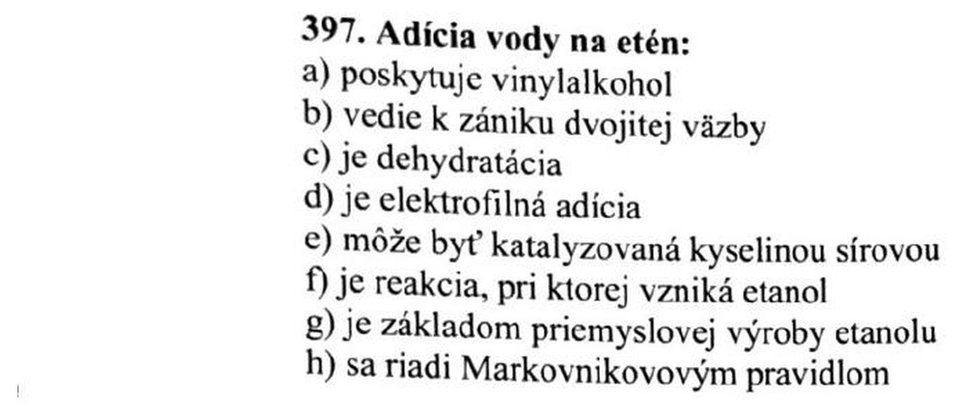 397. Adícia vody na etén:
a) poskytuje vinylalkohol
b) vedie k zániku dvojitej väzby
c) je dehydratácia
d) je elektrofilná adícia
e) môže byť katalyzovaná kyselinou sírovou
f) je reakcia, pri ktorej vzniká etanol
g) je základom priemyslovej výroby etanolu
h) sa riadi Markovnikovovým pravidlom